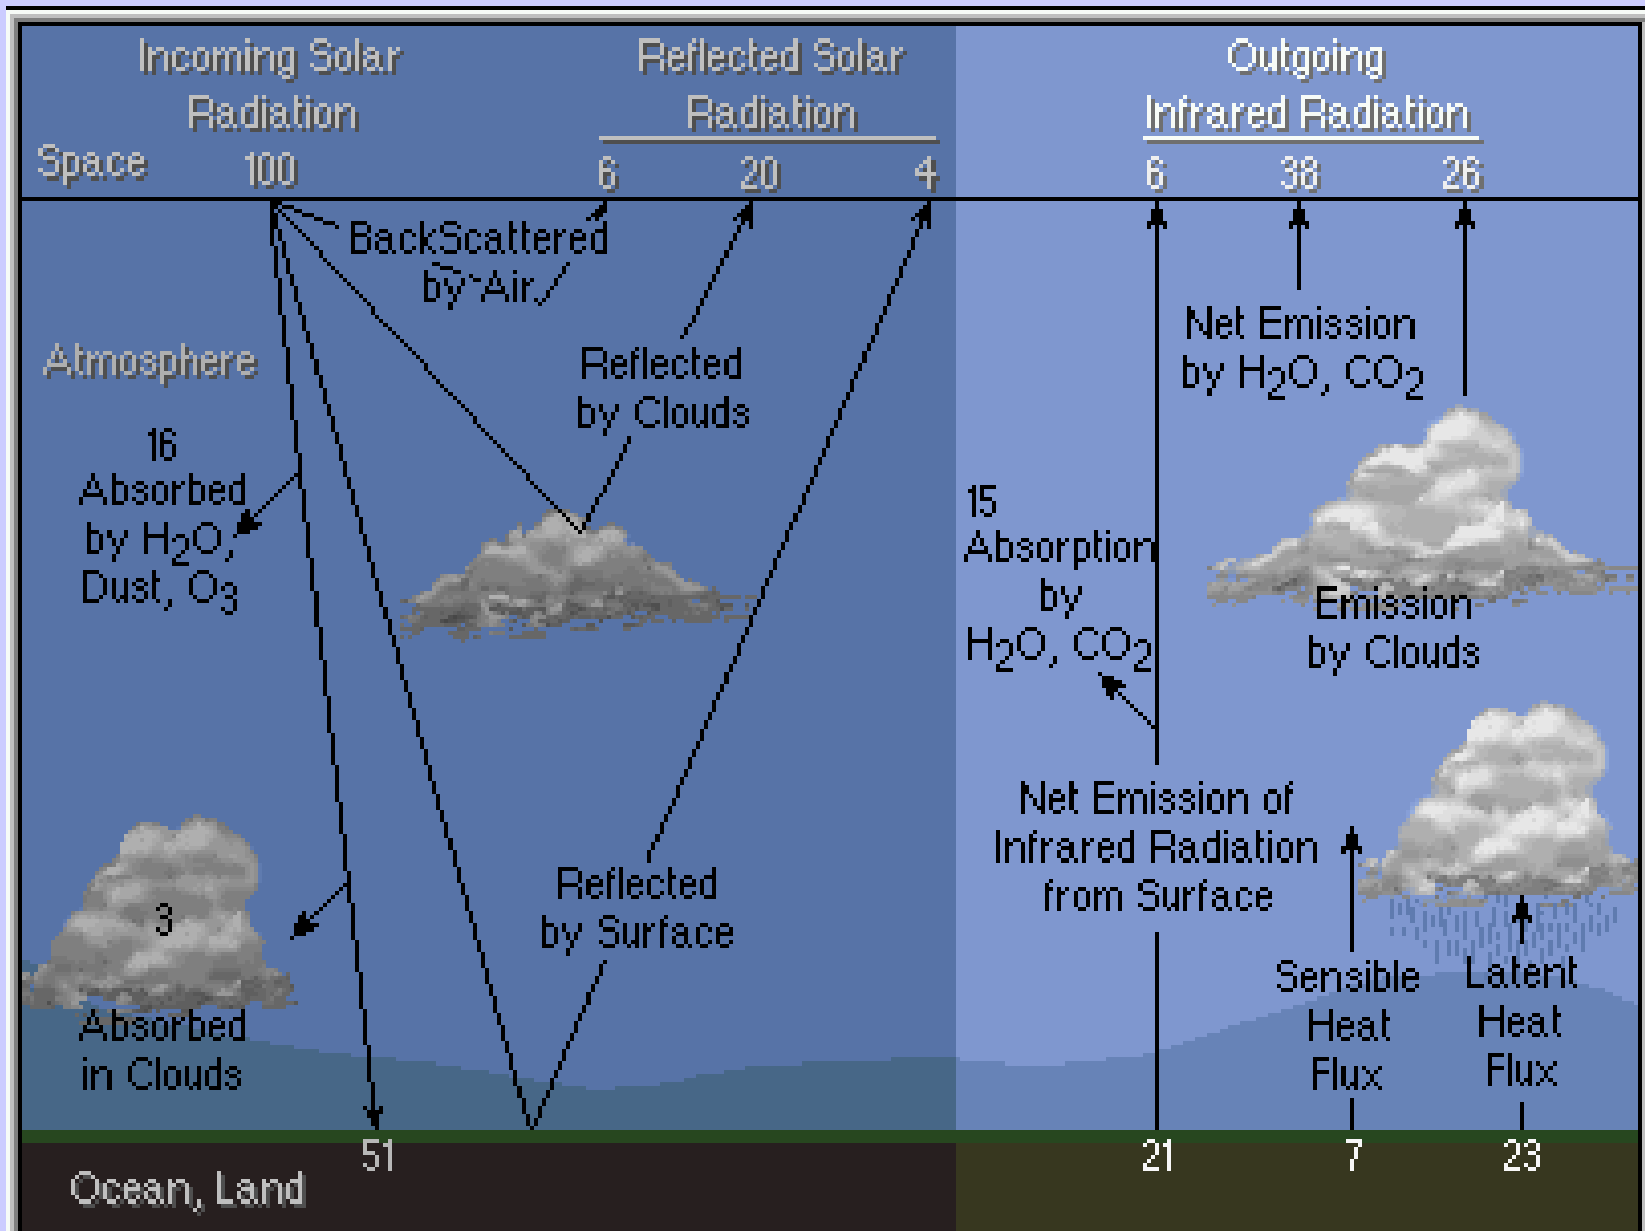 Incoming Solar
Radiation
Reflected Solar
Radiation
Outgoing
Infrared Radiation
Space
100
6
20
4
6
38
26
BackScattered
by Air
Atmosphere
Reflected
by Clouds
16
Absorbed
by H₂O,
Dust, O₃
3
Absorbed
in Clouds
Reflected
by Surface
Net Emission
by H₂O, CO₂
15
Absorption
by
H₂O, CO₂
Emission
by Clouds
Net Emission of
Infrared Radiation
from Surface
Sensible
Heat
Flux
Latent
Heat
Flux
51
21
7
23
Ocean, Land